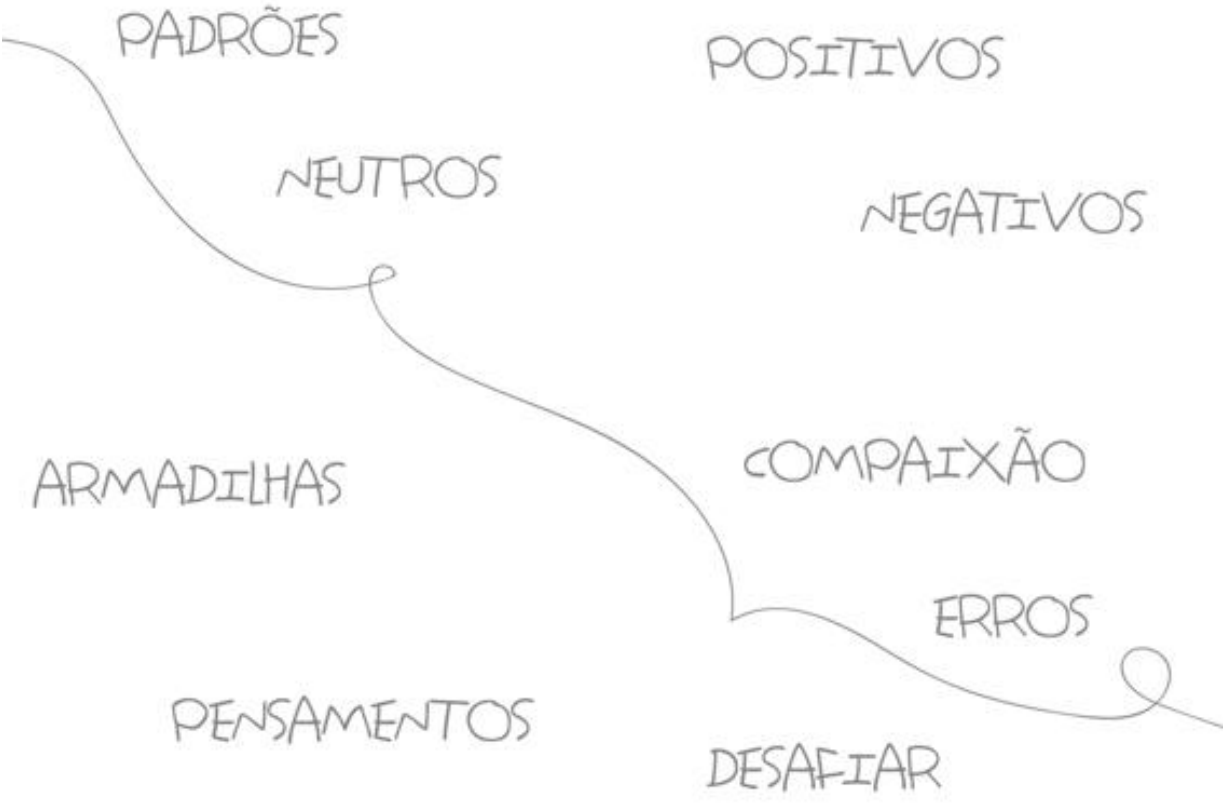 PADRÕES
POSITIVOS
NEUTROS
NEGATIVOS
COMPAIXÃO
ARMADILHAS
ERROS
PENSAMENTOS
DESAFIAR